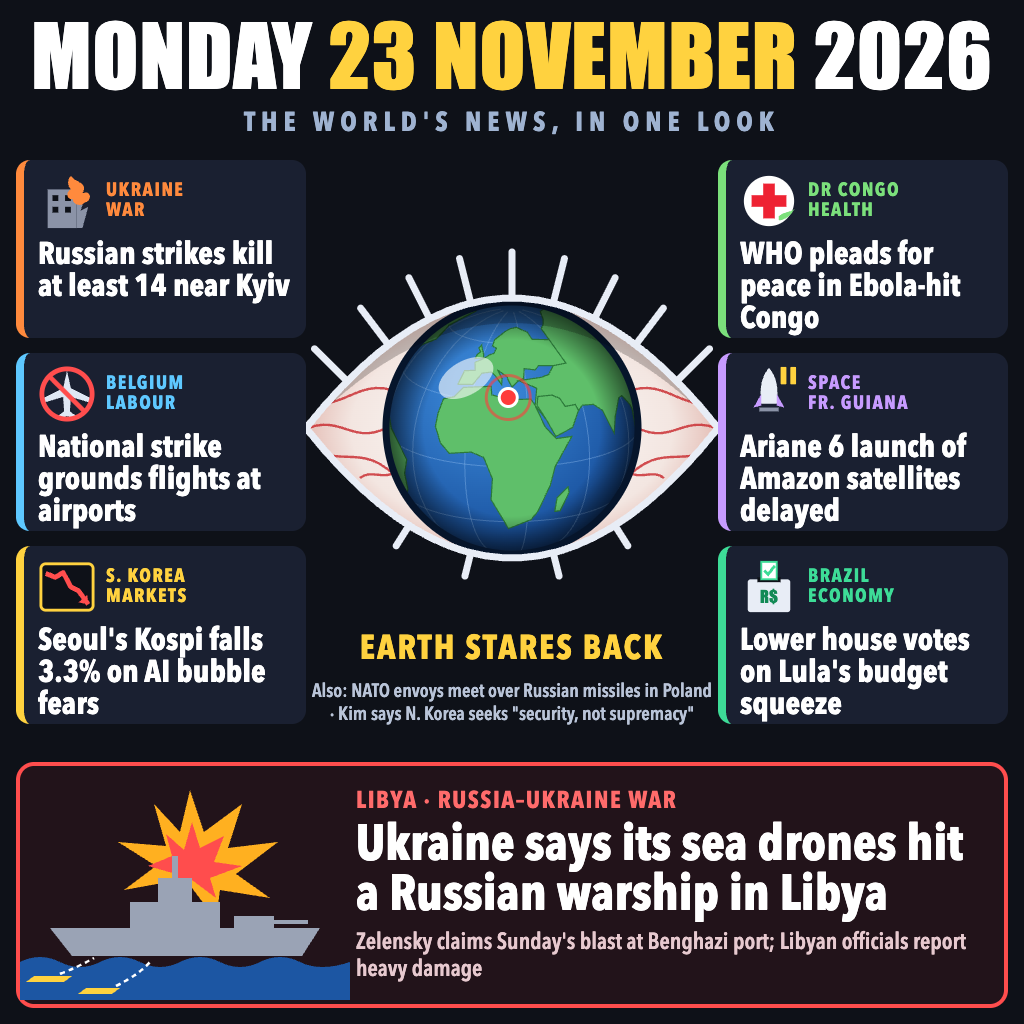 MONDAY 23 NOVEMBER 2026
THE WORLD'S NEWS, IN ONE LOOK
UKRAINE
WAR
Russian strikes kill
at least 14 near Kyiv
BELGIUM
LABOUR
National strike
grounds flights at
airports
S. KOREA
MARKETS
Seoul's Kospi falls
3.3% on AI bubble
fears
DR CONGO
HEALTH
WHO pleads for
peace in Ebola-hit
Congo
SPACE
FR. GUIANA
Ariane 6 launch of
Amazon satellites
delayed
R$
BRAZIL
ECONOMY
Lower house votes
on Lula's budget
squeeze
EARTH STARES BACK
Also: NATO envoys meet over Russian missiles in Poland
· Kim says N. Korea seeks "security, not supremacy"
LIBYA · RUSSIA–UKRAINE WAR
Ukraine says its sea drones hit
a Russian warship in Libya
Zelensky claims Sunday's blast at Benghazi port; Libyan officials report
heavy damage